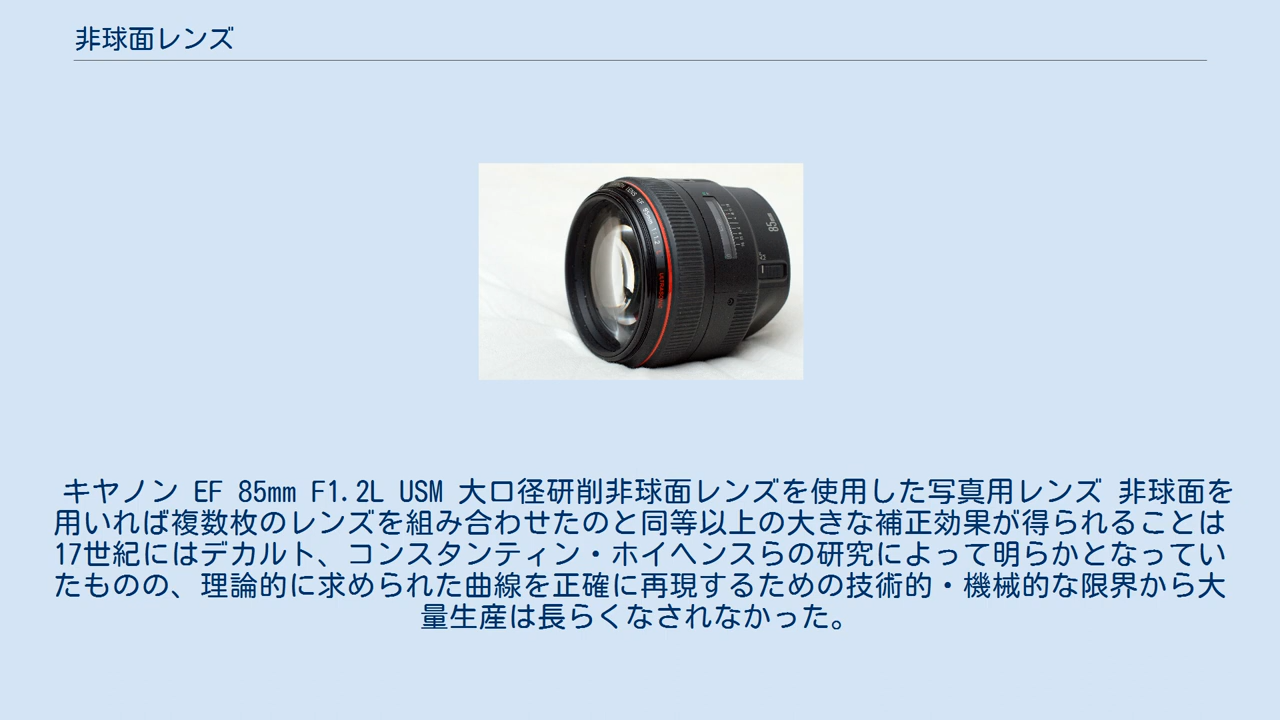 非球面レンズ
LENS EF 85mm 1:1.2
ULTRASONIC
85mm
キヤノン EF 85mm F1.2L USM 大口径研削非球面レンズを使用した写真用レンズ 非球面を
用いれば複数枚のレンズを組み合わせたのと同等以上の大きな補正効果が得られることは
17世紀にはデカルト、コンスタンティン・ホイヘンスらの研究によって明らかとなってい
たものの、理論的に求められた曲線を正確に再現するための技術的・機械的な限界から大
量生産は長らくなされなかった。